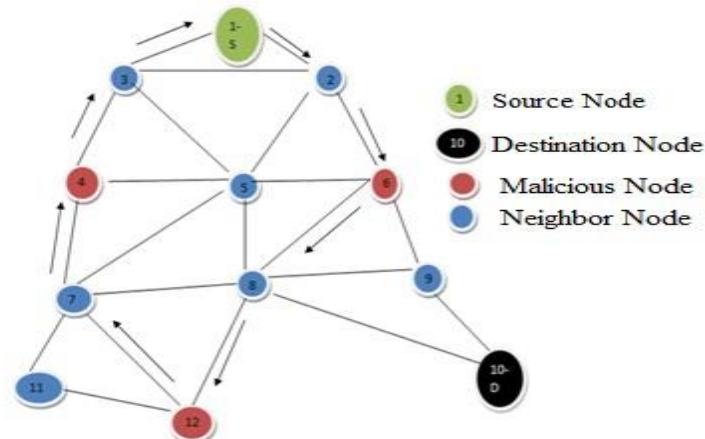 1-
S
3
2
1 Source Node
10 Destination Node
4
5
6
Malicious Node
Neighbor Node
7
8
9
10-
D
11
12